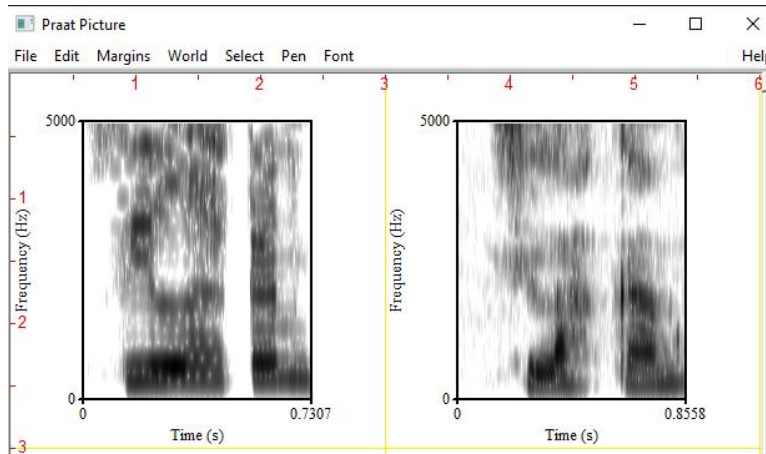 Praat Picture
File Edit Margins World Select Pen Font Help
1 2 3 4 5 6
5000 5000
1
Frequency (Hz) Frequency (Hz)
2
0 0
0 0.7307 0 0.8558
Time (s) Time (s)
3